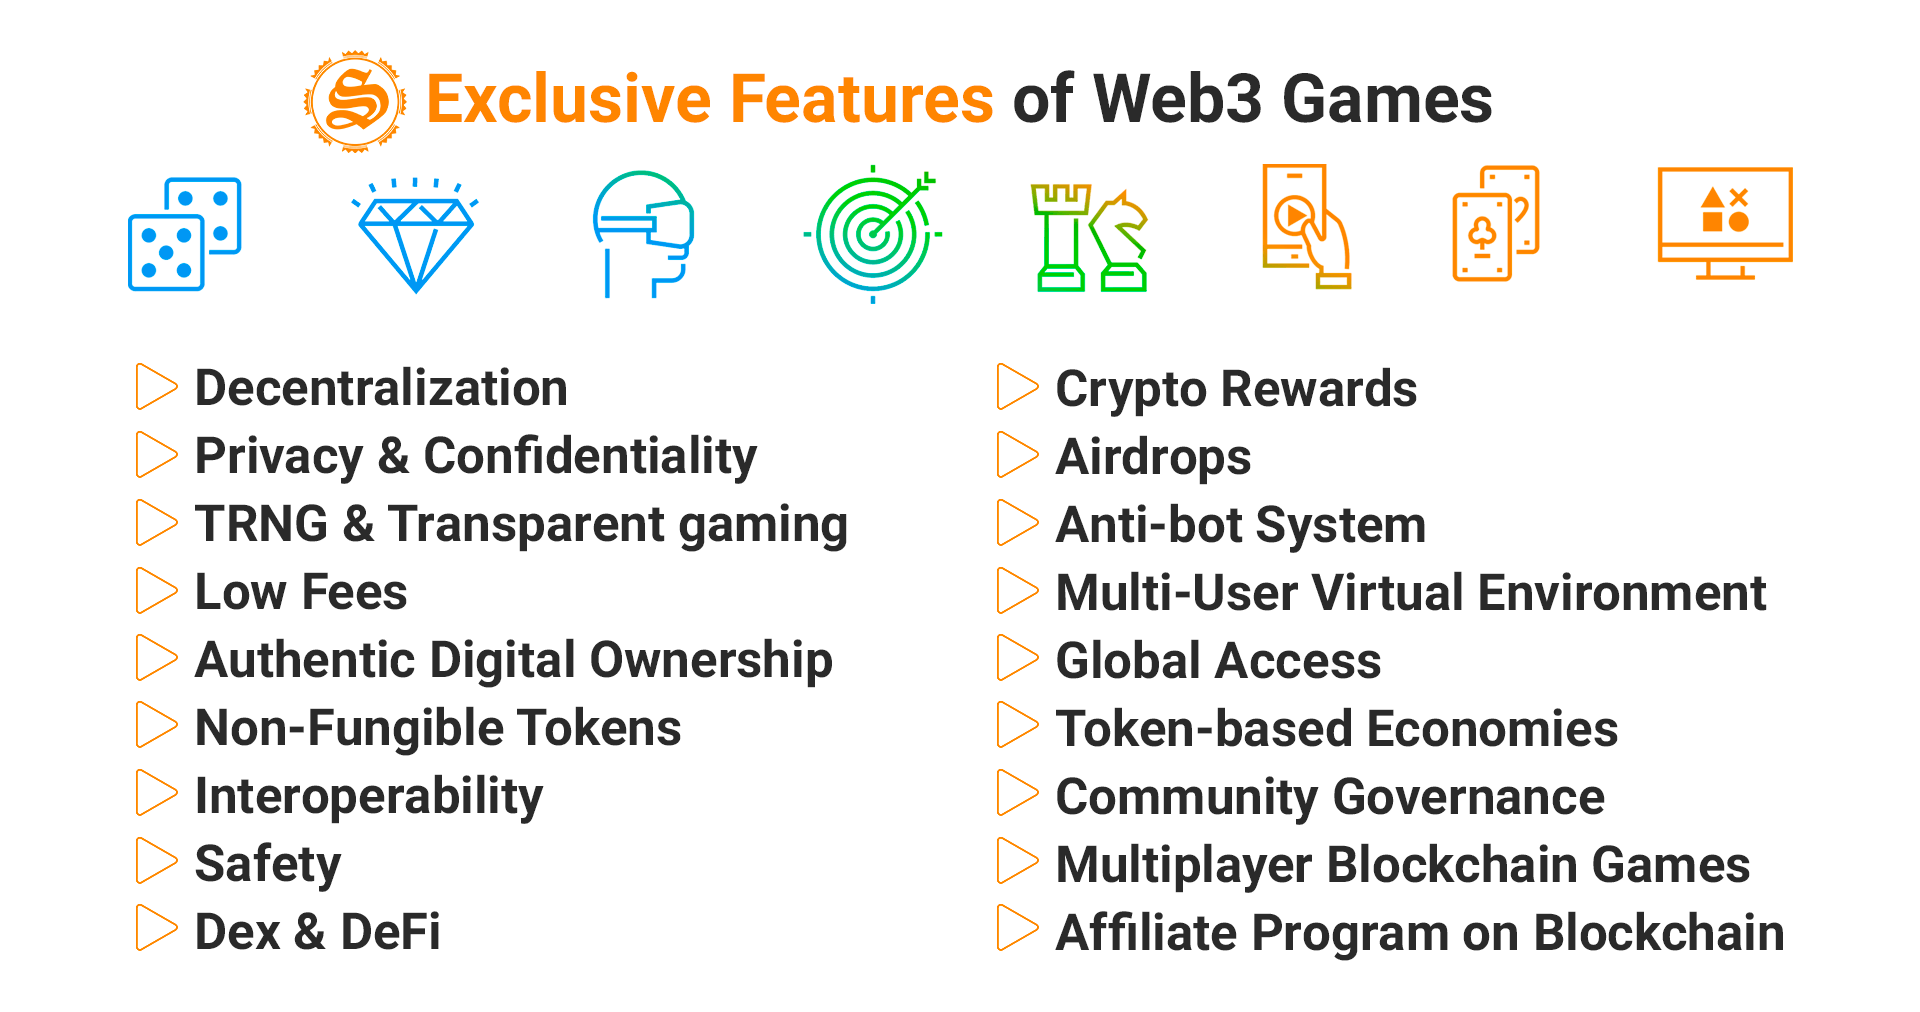 S Exclusive Features of Web3 Games
Decentralization
Privacy & Confidentiality
TRNG & Transparent gaming
Low Fees
Authentic Digital Ownership
Non-Fungible Tokens
Interoperability
Safety
Dex & DeFi
Crypto Rewards
Airdrops
Anti-bot System
Multi-User Virtual Environment
Global Access
Token-based Economies
Community Governance
Multiplayer Blockchain Games
Affiliate Program on Blockchain